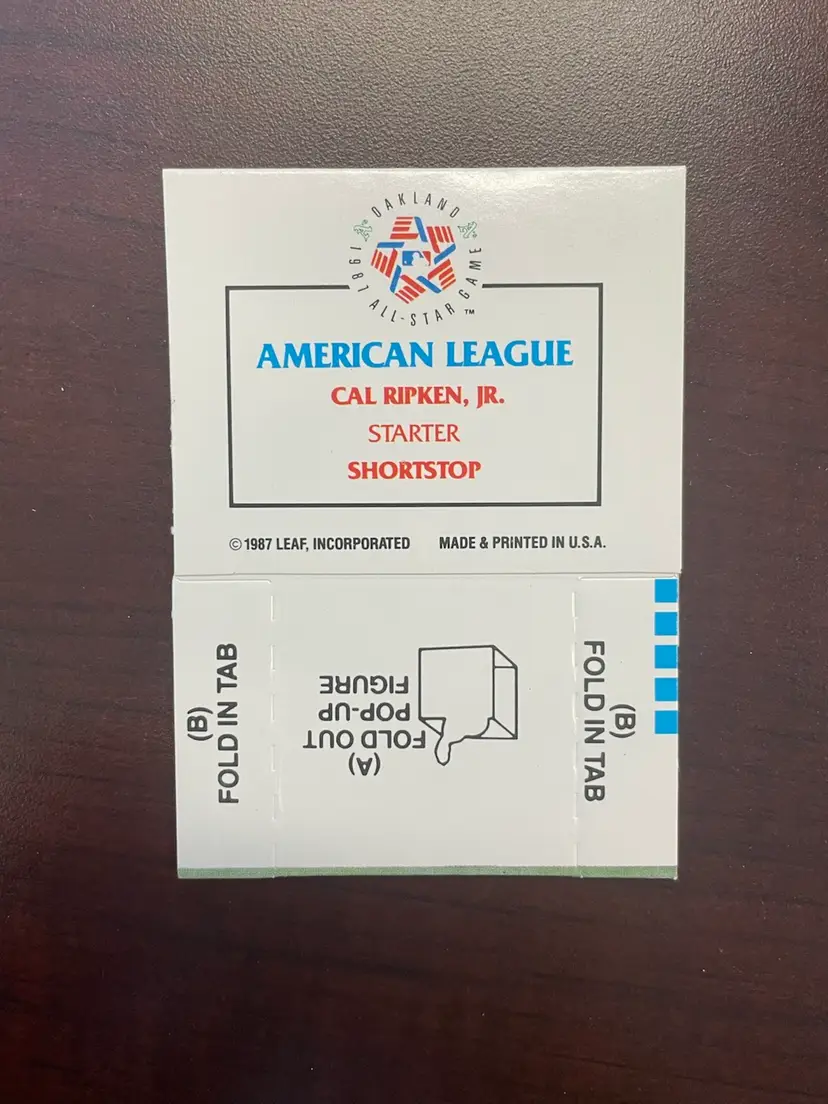 OAKLAND
1987 ALL-STAR GAME ™
AMERICAN LEAGUE
CAL RIPKEN, JR.
STARTER
SHORTSTOP
© 1987 LEAF, INCORPORATED MADE & PRINTED IN U.S.A.
(B)
FOLD IN TAB
(A)
FOLD OUT
POP-UP
FIGURE
(B)
FOLD IN TAB